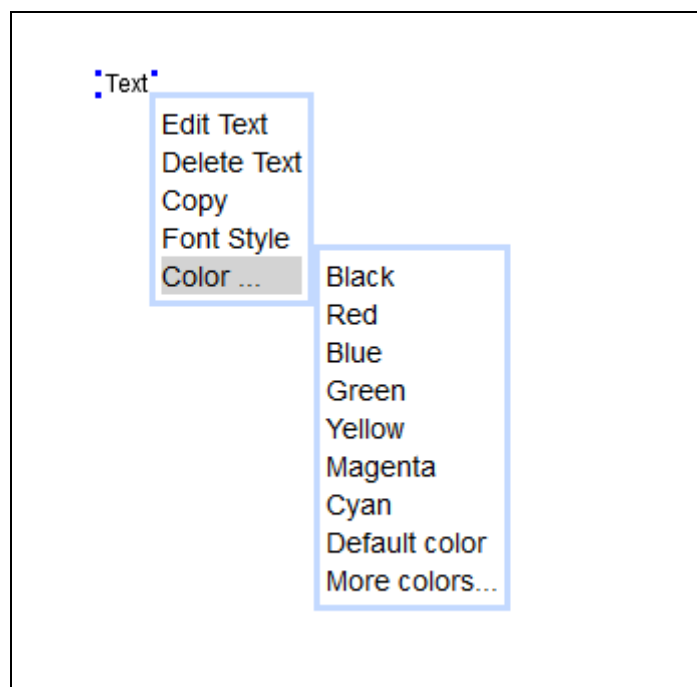 Text
Edit Text
Delete Text
Copy
Font Style
Color ...
Black
Red
Blue
Green
Yellow
Magenta
Cyan
Default color
More colors...